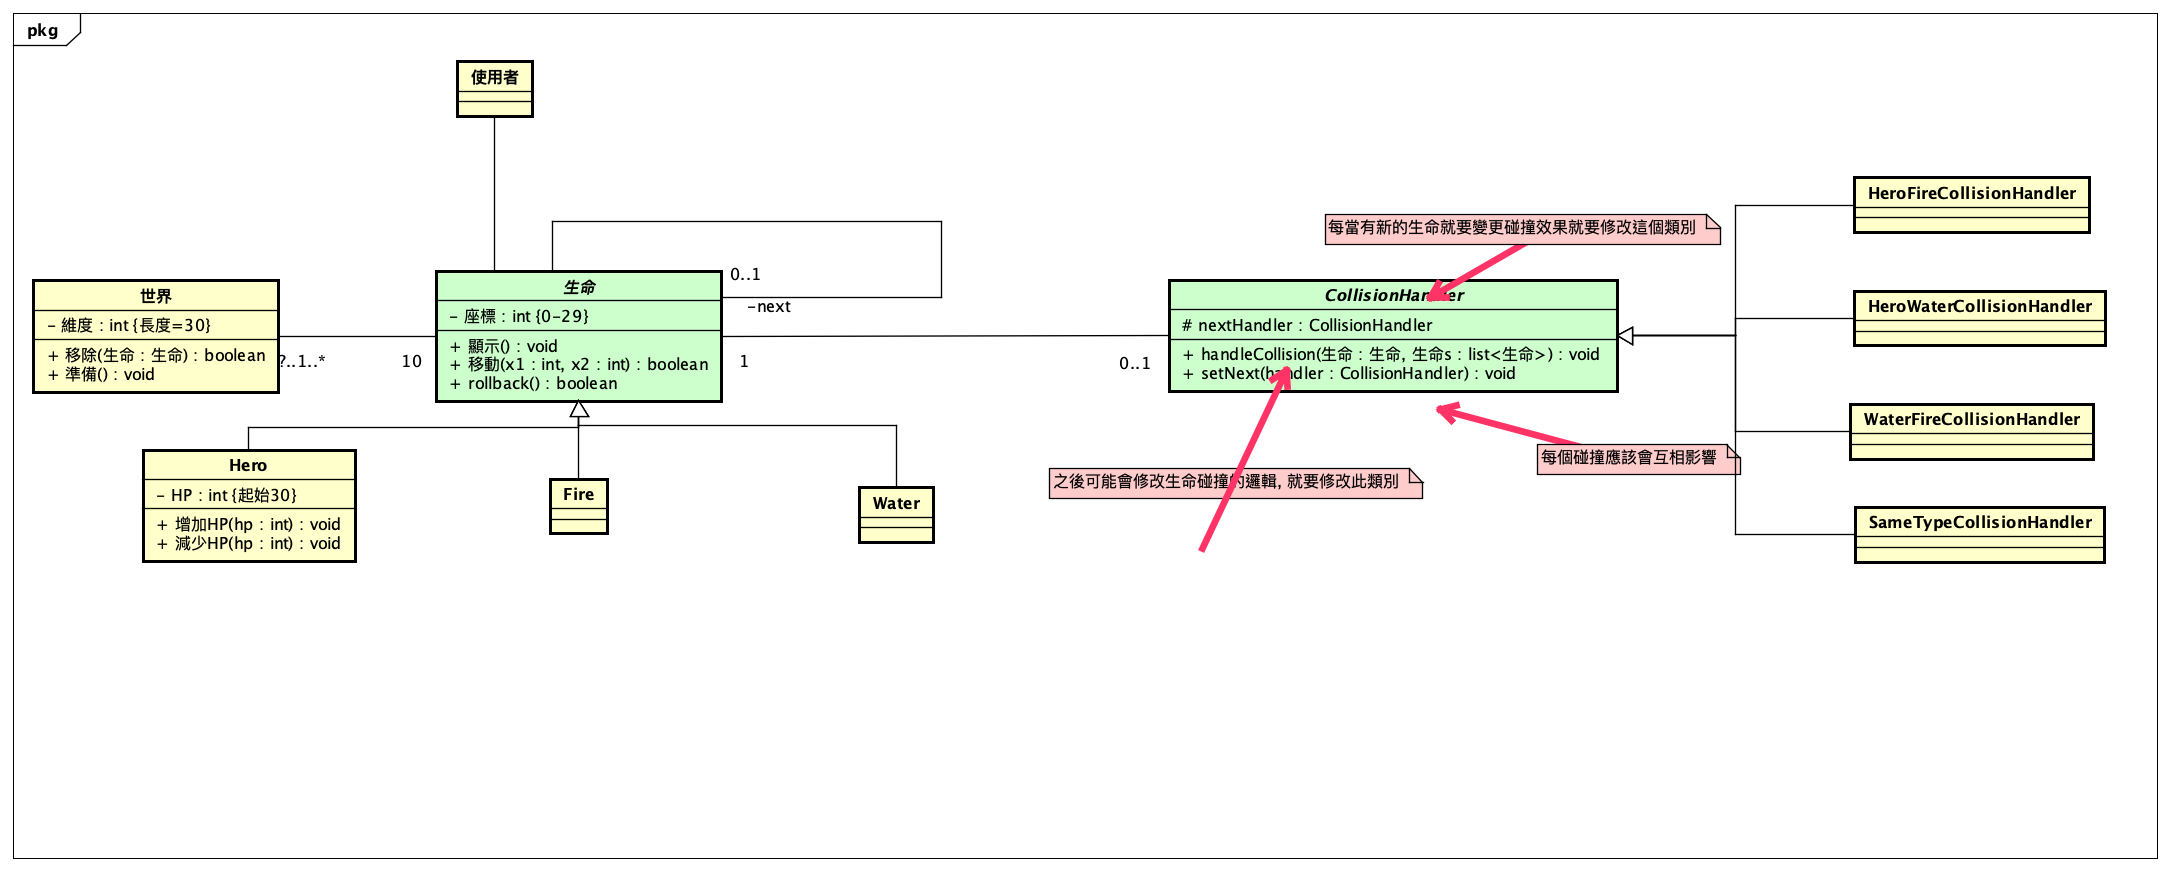 pkg
使用者
世界
- 維度 : int {長度=30}
+ 移除(生命 : 生命) : boolean
+ 準備() : void
?..1..*
10
生命
- 座標 : int {0-29}
+ 顯示() : void
+ 移動(x1 : int, x2 : int) : boolean
+ rollback() : boolean
0..1
-next
1
0..1
Hero
- HP : int {起始30}
+ 增加HP(hp : int) : void
+ 減少HP(hp : int) : void
Fire
Water
每當有新的生命就要變更碰撞效果就要修改這個類別
CollisionHandler
# nextHandler : CollisionHandler
+ handleCollision(生命 : 生命, 生命s : list<生命>) : void
+ setNext(handler : CollisionHandler) : void
之後可能會修改生命碰撞的邏輯, 就要修改此類別
每個碰撞應該會互相影響
HeroFireCollisionHandler
HeroWaterCollisionHandler
WaterFireCollisionHandler
SameTypeCollisionHandler